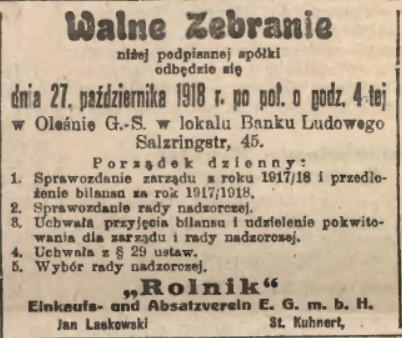 Walne Zebranie
niżej podpisanej spółki
odbędzie się
dnia 27. października 1918 r. po poł. o godz. 4-tej
w Oleśnie G.-S. w lokalu Banku Ludowego
Salzringstr, 45.
Porządek dzienny:
1. Sprawozdanie zarządu z roku 1917/18 i przedło-
żenie bilansu za rok 1917/1918.
2. Sprawozdanie rady nadzorczej.
3. Uchwała przyjęcia bilansu i udzielenie pokwito-
wania dla zarządu i rady nadzorczej.
4. Uchwała z § 29 ustaw.
5. Wybór rady nadzorczej.
„Rolnik“
Einkaufs- und Absatzverein E. G. m. b. H.
Jan Laskowski St. Kuhnert,